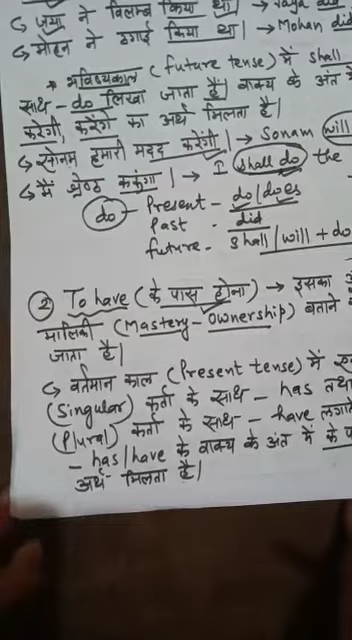 ↳ जया ने विलम्ब किया था। → Jaya did
↳ मोहन ने ठगाई किया था। → Mohan did
* भविष्यकाल (future tense) में shall
साथ - do लिखा जाता है। वाक्य के अंत में
करेगी, करेंगे का अर्थ मिलता है।
↳ सोनम हमारी मदद करेंगी। → Sonam will
↳ मैं श्रेष्ठ करूंगा। → I shall do the
do - Present - do/does
Past - did
future - shall/will + do
② To have (के पास होना) → इसका
मालिकी (Mastery-Ownership) बताने
जाता है।
↳ वर्तमान काल (Present tense) में
(Singular) कर्ता के साथ - has तथा
(Plural) कर्ता के साथ - have लगाते
- has/have के वाक्य के अंत में के
अर्थ मिलता है।